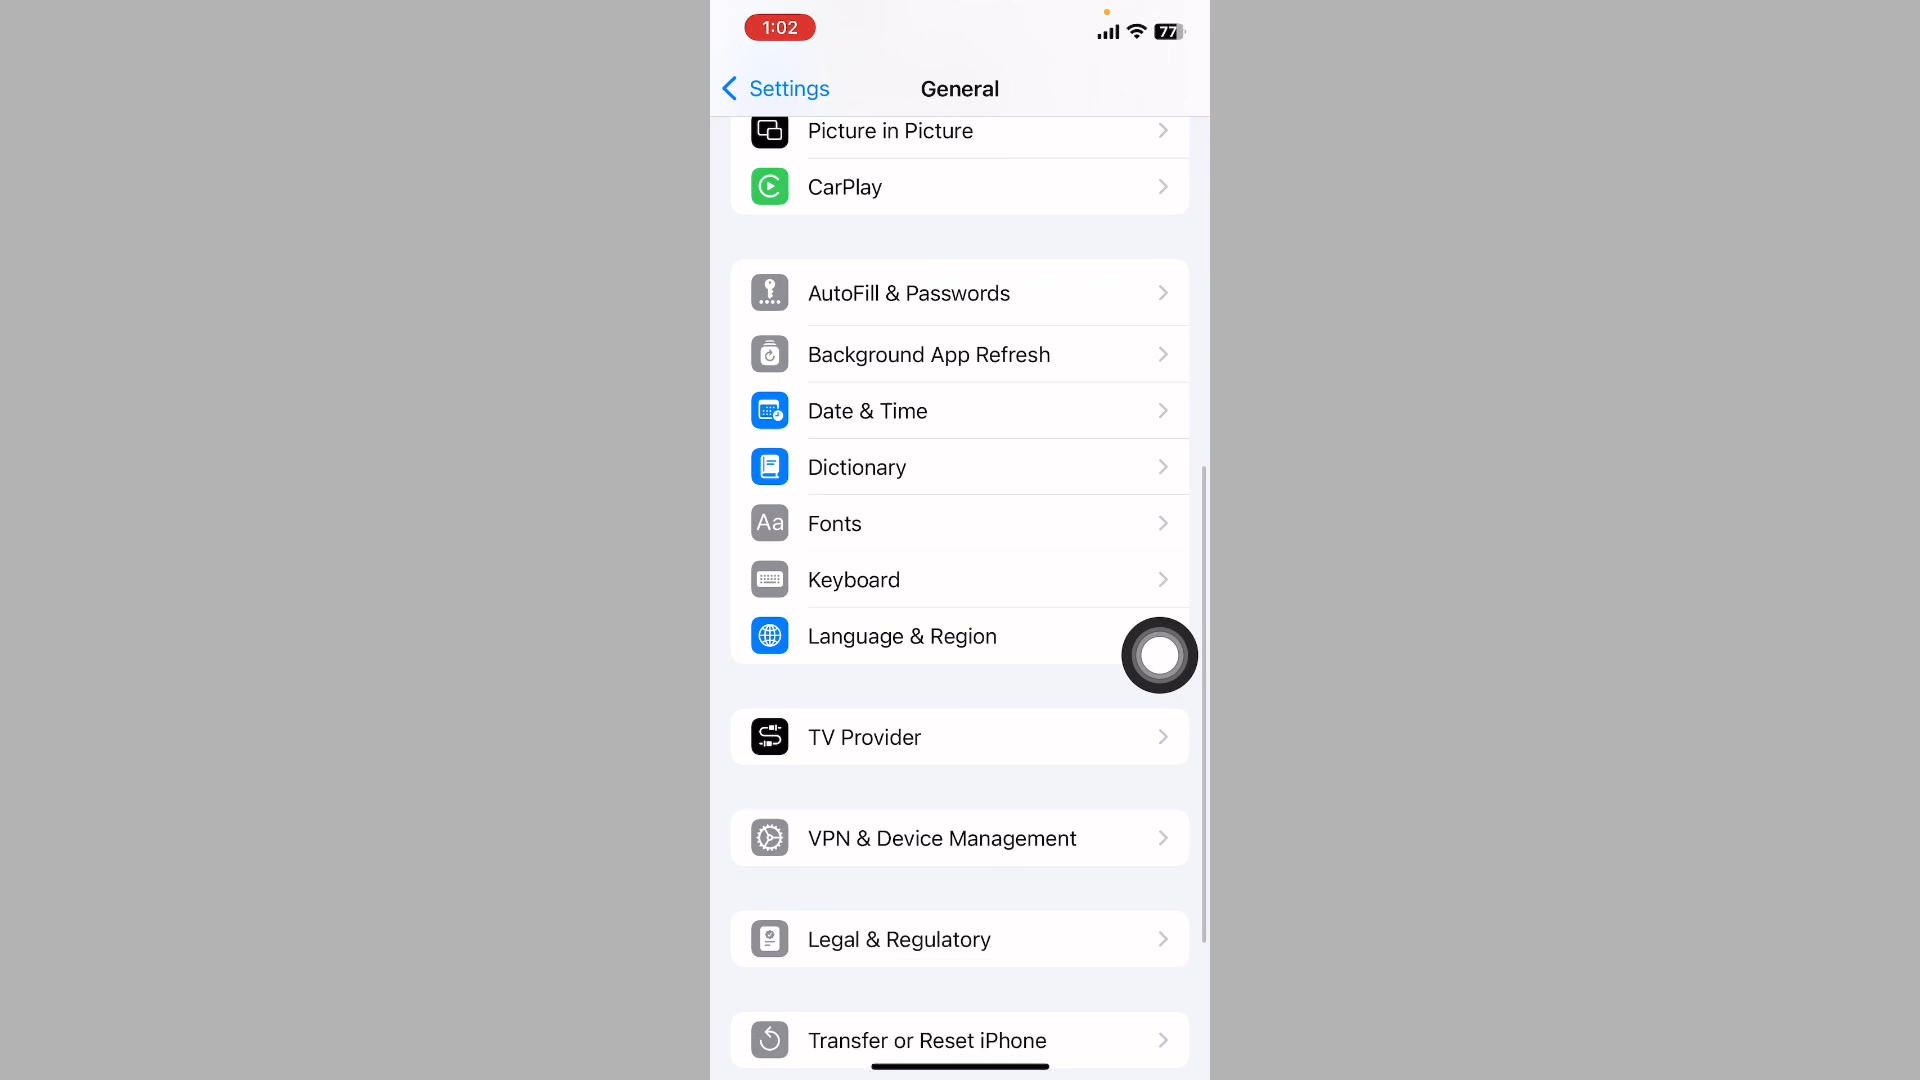 1:02
77
Settings
General
Picture in Picture
CarPlay
AutoFill & Passwords
Background App Refresh
Date & Time
Dictionary
Aa
Fonts
Keyboard
Language & Region
TV Provider
VPN & Device Management
Legal & Regulatory
Transfer or Reset iPhone